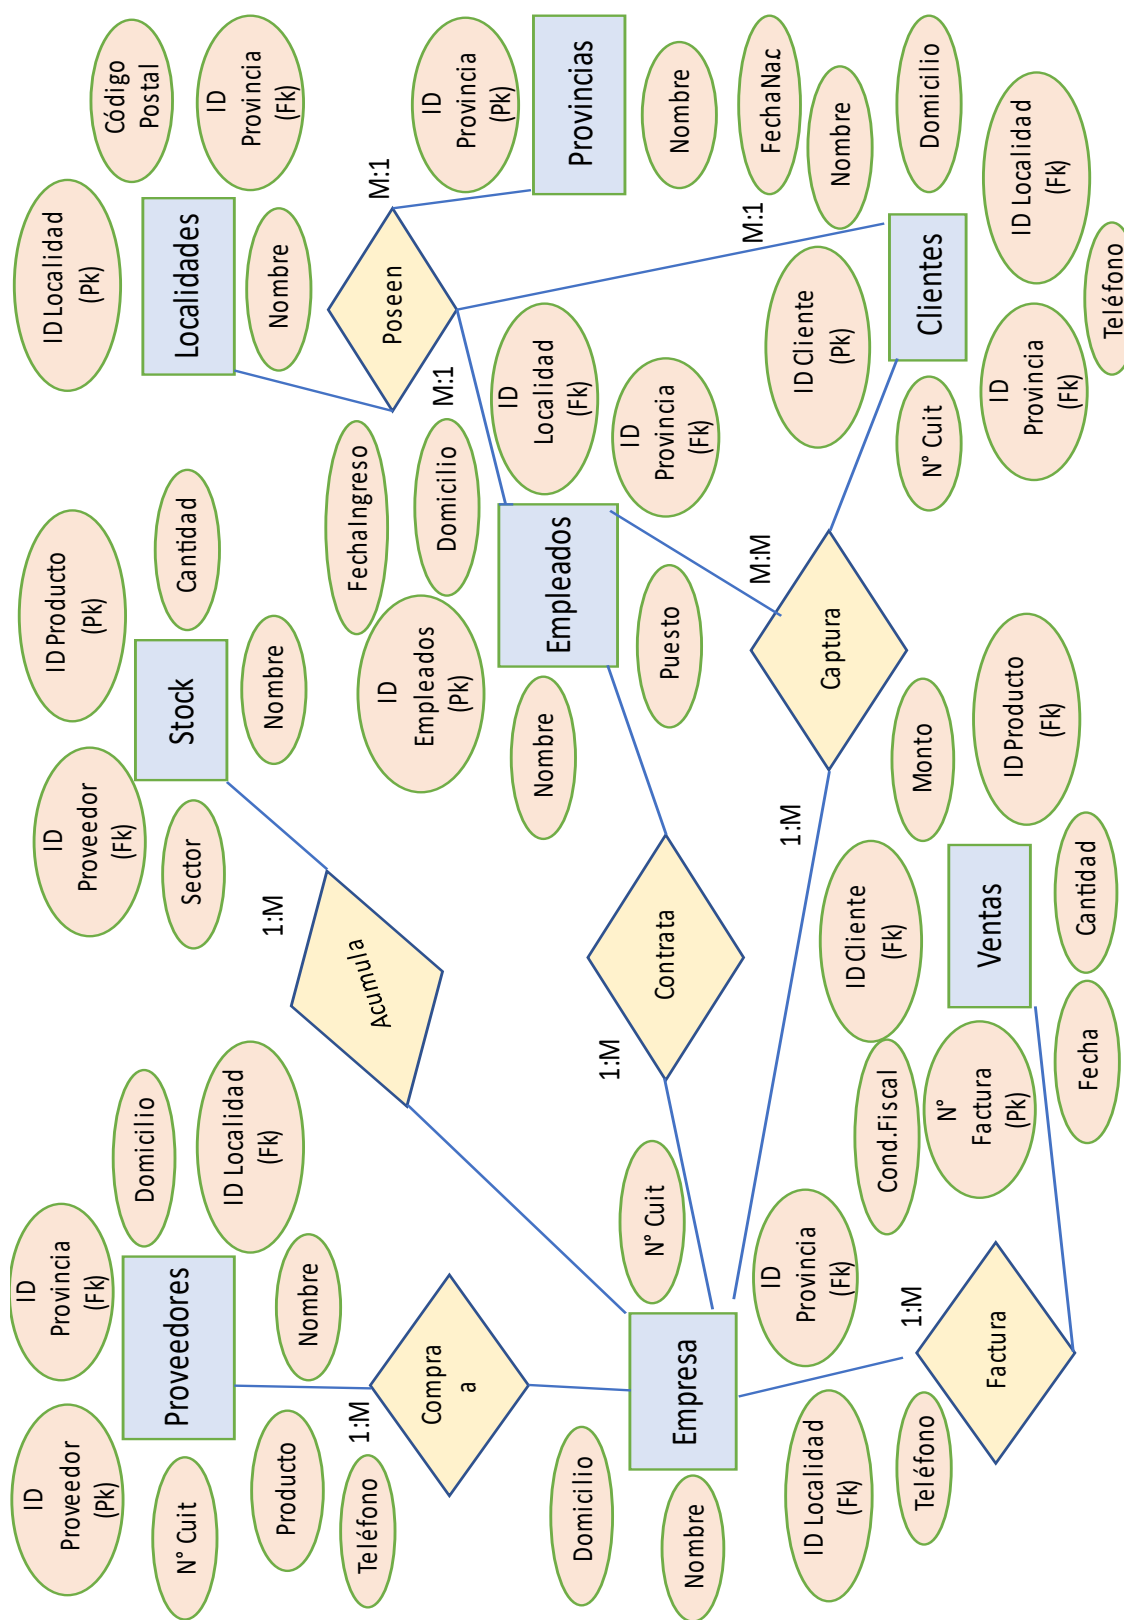 ID
Proveedor
(Pk)
ID
Provincia
(Fk)
Domicilio
N° Cuit
Proveedores
ID Localidad
(Fk)
Producto
Nombre
Teléfono
1:M
Compra
a
ID
Proveedor
(Fk)
ID Producto
(Pk)
Sector
Stock
Cantidad
Nombre
1:M
Acumula
ID Localidad
(Pk)
Código
Postal
Localidades
ID
Provincia
(Fk)
Nombre
M:1
Poseen
M:1
ID
Provincia
(Pk)
Provincias
Nombre
FechaIngreso
Domicilio
ID
Empleados
(Pk)
ID
Localidad
(Fk)
Nombre
Empleados
ID
Provincia
(Fk)
Puesto
M:M
M:1
Domicilio
Nombre
Empresa
N° Cuit
1:M
Contrata
ID
Provincia
(Fk)
ID Localidad
(Fk)
Teléfono
1:M
Factura
1:M
Captura
FechaNac
Nombre
Domicilio
ID Cliente
(Pk)
Clientes
ID Localidad
(Fk)
N° Cuit
ID
Provincia
(Fk)
Teléfono
Cond.Fiscal
ID Cliente
(Fk)
Monto
N°
Factura
(Pk)
Ventas
ID Producto
(Fk)
Fecha
Cantidad